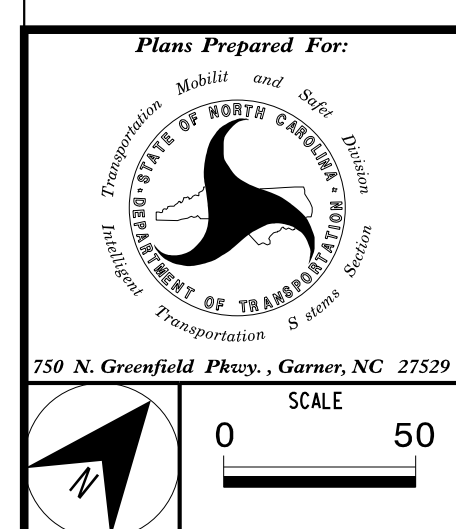 Plans Prepared For:
Transportation Mobilit and Safet Division
STATE OF NORTH CAROLINA
DEPARTMENT OF TRANSPORTATION
Intelligent Transportation S stems Section
750 N. Greenfield Pkwy. , Garner, NC 27529
SCALE
0 50
N